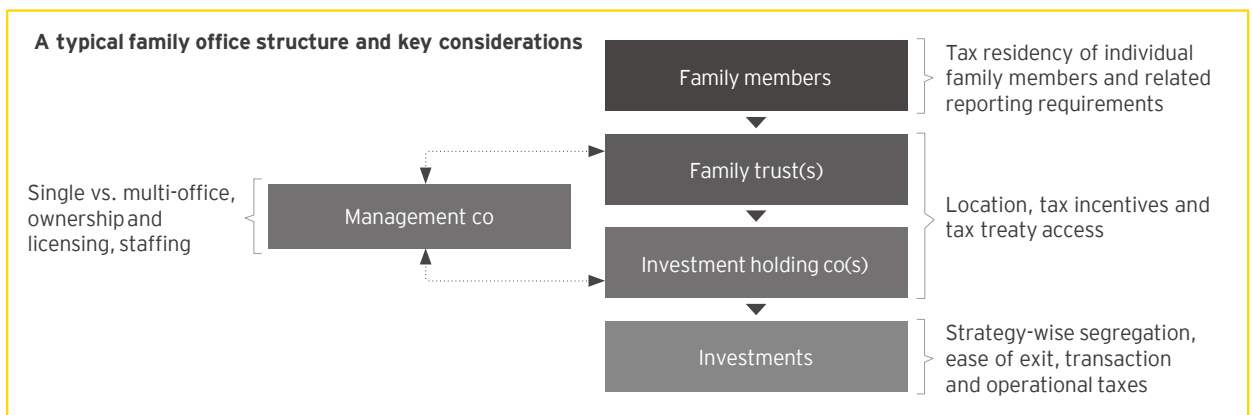 A typical family office structure and key considerations
Family members
Tax residency of individual
family members and related
reporting requirements
Family trust(s)
Single vs. multi-office,
ownership and
licensing, staffing
Management co
Location, tax incentives and
tax treaty access
Investment holding co(s)
Investments
Strategy-wise segregation,
ease of exit, transaction
and operational taxes